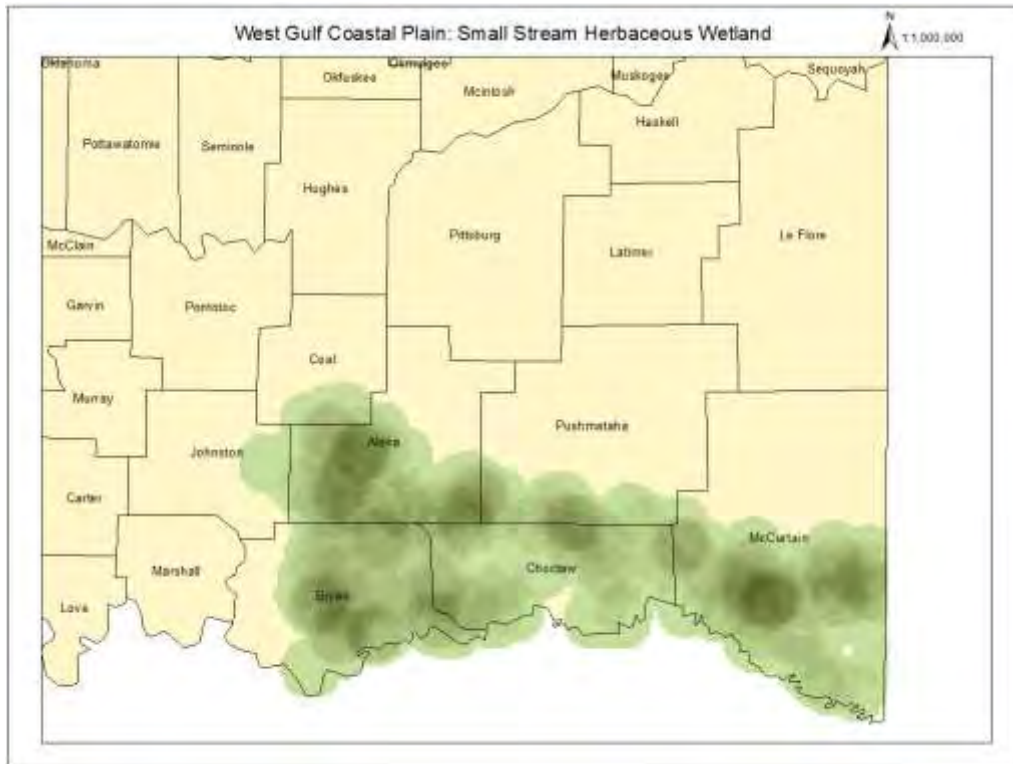 West Gulf Coastal Plain: Small Stream Herbaceous Wetland
N
1:1,000,000
Oklahoma
Okfuskee
Okmulgee
Muskogee
Sequoyah
McIntosh
Haskell
Pottawatomie
Seminole
Hughes
Pittsburg
Le Flore
McClain
Latimer
Garvin
Pontotoc
Coal
Murray
Pushmataha
Atoka
Johnston
Carter
McCurtain
Marshall
Choctaw
Bryan
Love